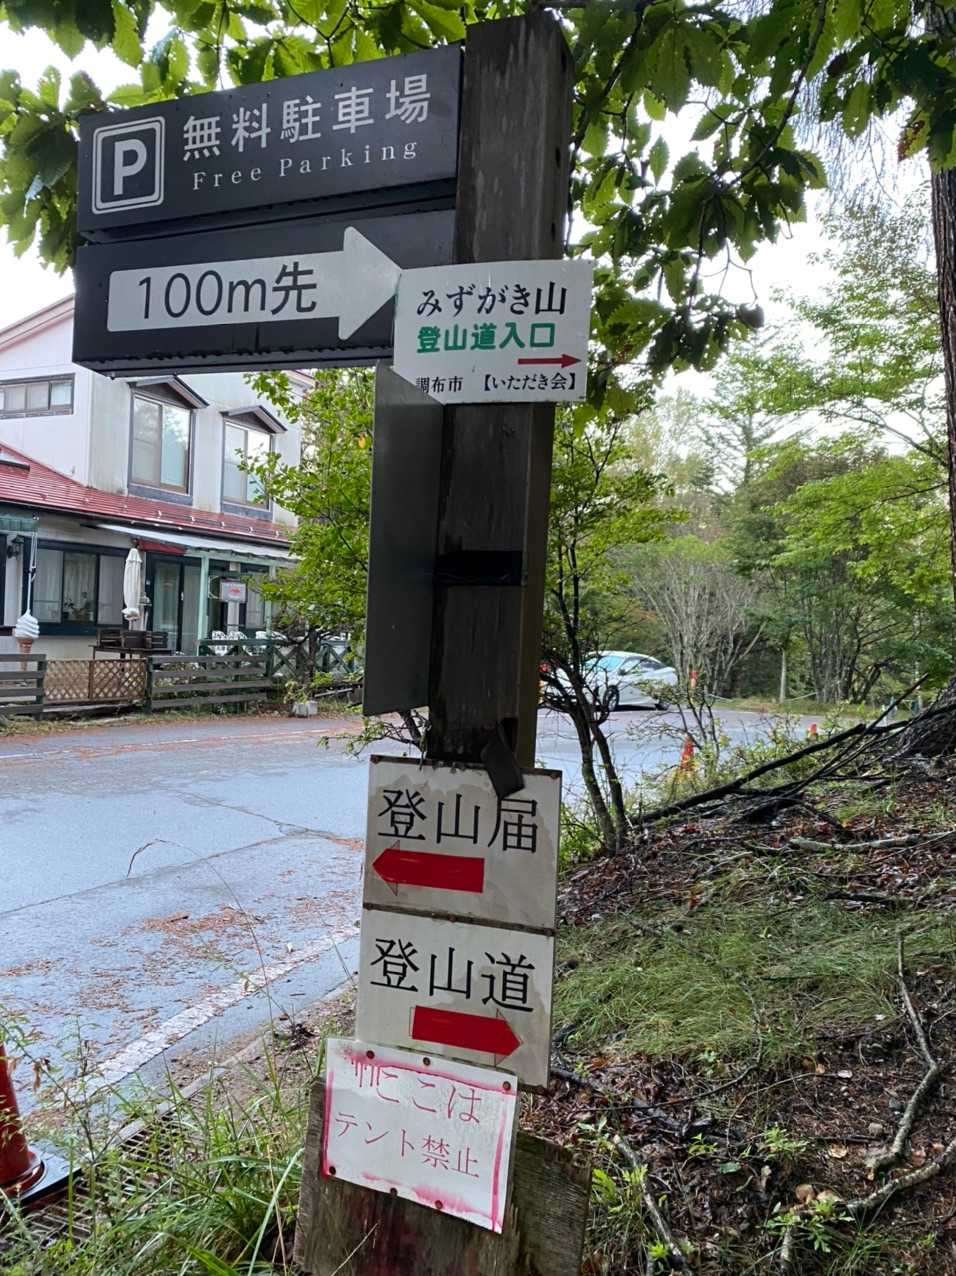 P 無料駐車場
Free Parking
100m先
みずがき山
登山道入口
調布市 【いただき会】
登山届
登山道
ここは
テント禁止